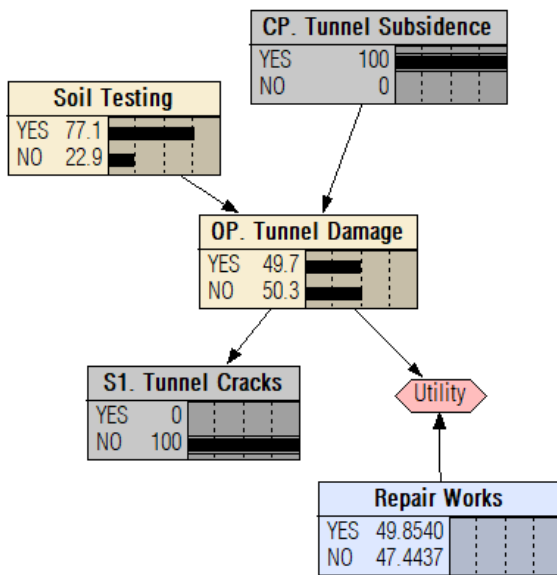 CP. Tunnel Subsidence
YES 100
NO 0
Soil Testing
YES 77.1
NO 22.9
OP. Tunnel Damage
YES 49.7
NO 50.3
S1. Tunnel Cracks
YES 0
NO 100
Utility
Repair Works
YES 49.8540
NO 47.4437